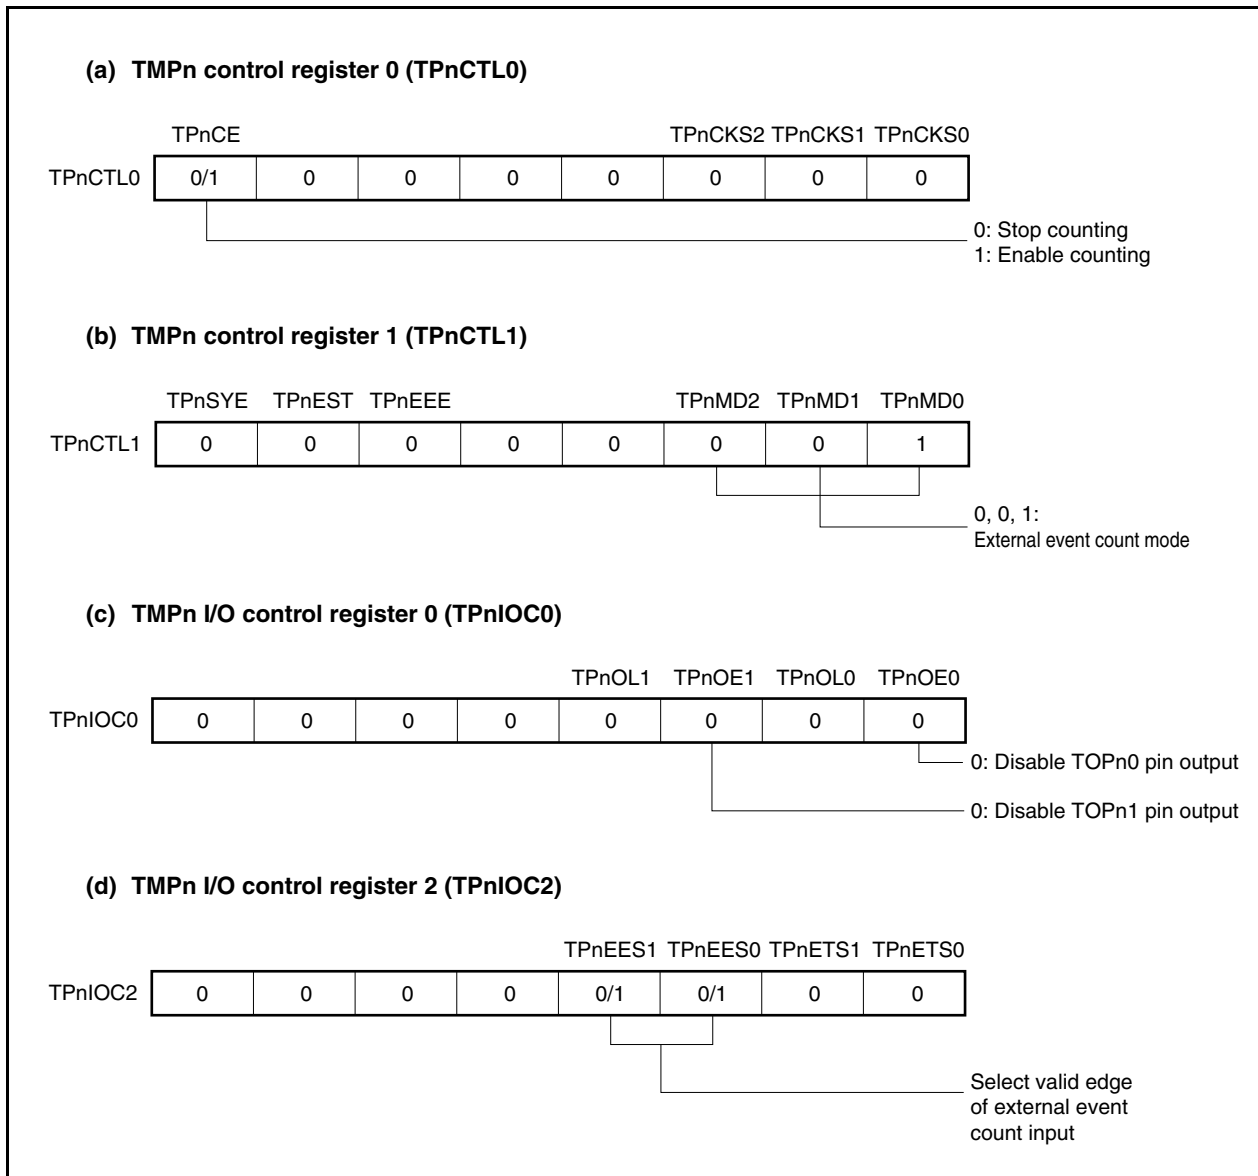 (a) TMPn control register 0 (TPnCTL0)
TPnCE TPnCKS2 TPnCKS1 TPnCKS0
TPnCTL0 0/1 0 0 0 0 0 0 0
0: Stop counting
1: Enable counting
(b) TMPn control register 1 (TPnCTL1)
TPnSYE TPnEST TPnEEE TPnMD2 TPnMD1 TPnMD0
TPnCTL1 0 0 0 0 0 0 0 1
0, 0, 1:
External event count mode
(c) TMPn I/O control register 0 (TPnIOC0)
TPnOL1 TPnOE1 TPnOL0 TPnOE0
TPnIOC0 0 0 0 0 0 0 0 0
0: Disable TOPn0 pin output
0: Disable TOPn1 pin output
(d) TMPn I/O control register 2 (TPnIOC2)
TPnEES1 TPnEES0 TPnETS1 TPnETS0
TPnIOC2 0 0 0 0 0/1 0/1 0 0
Select valid edge
of external event
count input